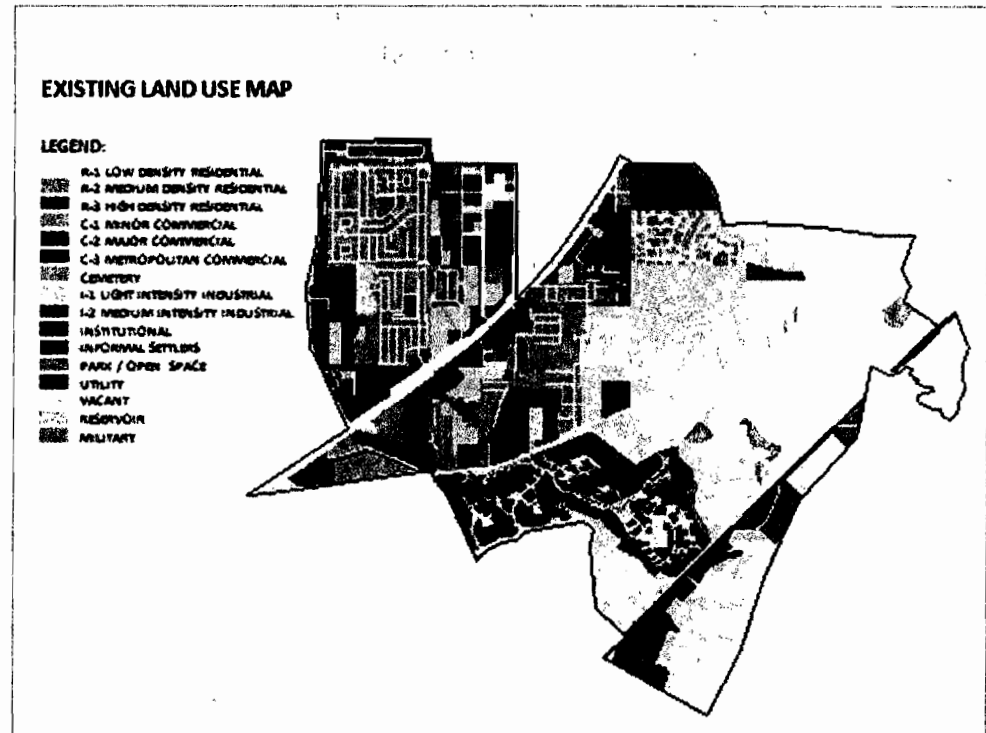 EXISTING LAND USE MAP
LEGEND:
R-1 LOW DENSITY RESIDENTIAL
R-2 MEDIUM DENSITY RESIDENTIAL
R-3 HIGH DENSITY RESIDENTIAL
C-1 MINOR COMMERCIAL
C-2 MAJOR COMMERCIAL
C-3 METROPOLITAN COMMERCIAL
CEMETERY
I-1 LIGHT INTENSITY INDUSTRIAL
I-2 MEDIUM INTENSITY INDUSTRIAL
INSTITUTIONAL
INFORMAL SETTLERS
PARK / OPEN SPACE
UTILITY
VACANT
RESERVOIR
MILITARY